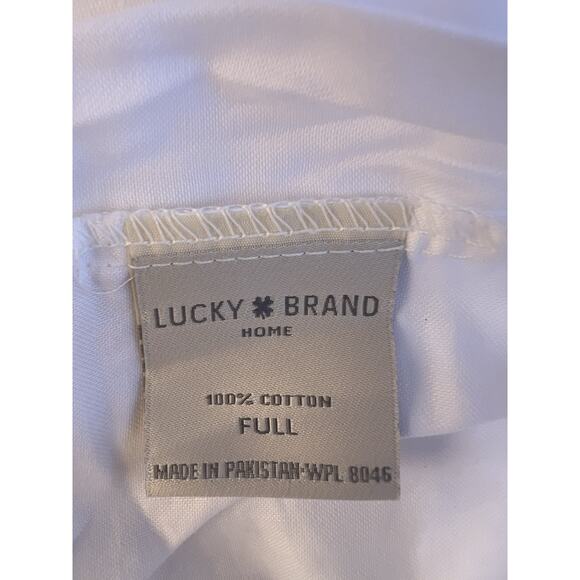 LUCKY BRAND
HOME
100% COTTON
FULL
MADE IN PAKISTAN·WPL 8046